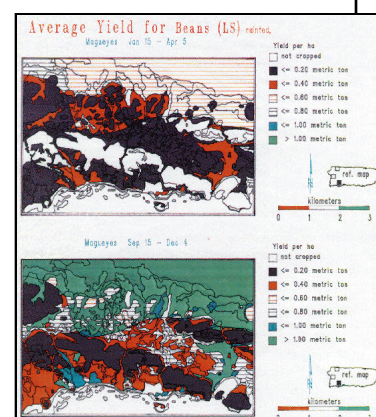 Average Yield for Beans (LS) rainfed,
Magueyes Jan 15 - Apr 5
Yield per ha
not cropped
<= 0.20 metric ton
<= 0.40 metric ton
<= 0.60 metric ton
<= 0.80 metric ton
<= 1.00 metric ton
> 1.00 metric ton
ref. map
kilometers
0 1 2 3
Magueyes Sep 15 - Dec 4
Yield per ha
not cropped
<= 0.20 metric ton
<= 0.40 metric ton
<= 0.60 metric ton
<= 0.80 metric ton
<= 1.00 metric ton
> 1.00 metric ton
ref. map
kilometers
0 1 2 3